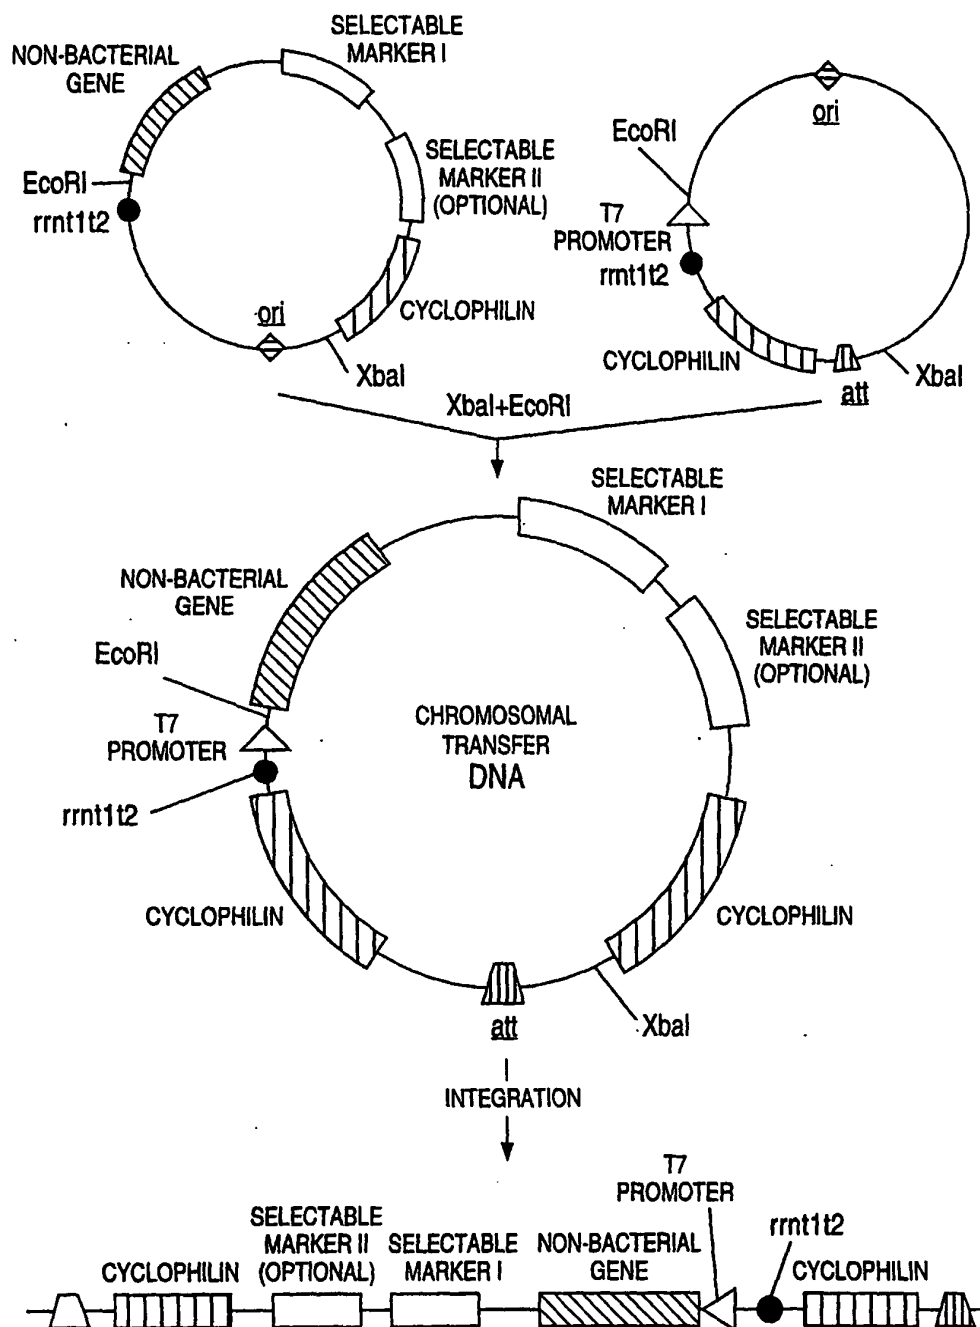 SELECTABLE
MARKER I
NON-BACTERIAL
GENE
EcoRI
rrnt1t2
SELECTABLE
MARKER II
(OPTIONAL)
CYCLOPHILIN
ori
XbaI
ori
EcoRI
T7
PROMOTER
rrnt1t2
CYCLOPHILIN
att
XbaI
XbaI+EcoRI
SELECTABLE
MARKER I
NON-BACTERIAL
GENE
EcoRI
T7
PROMOTER
rrnt1t2
SELECTABLE
MARKER II
(OPTIONAL)
CHROMOSOMAL
TRANSFER
DNA
CYCLOPHILIN
CYCLOPHILIN
att
XbaI
INTEGRATION
T7
PROMOTER
rrnt1t2
CYCLOPHILIN
SELECTABLE
MARKER II
(OPTIONAL)
SELECTABLE
MARKER I
NON-BACTERIAL
GENE
CYCLOPHILIN